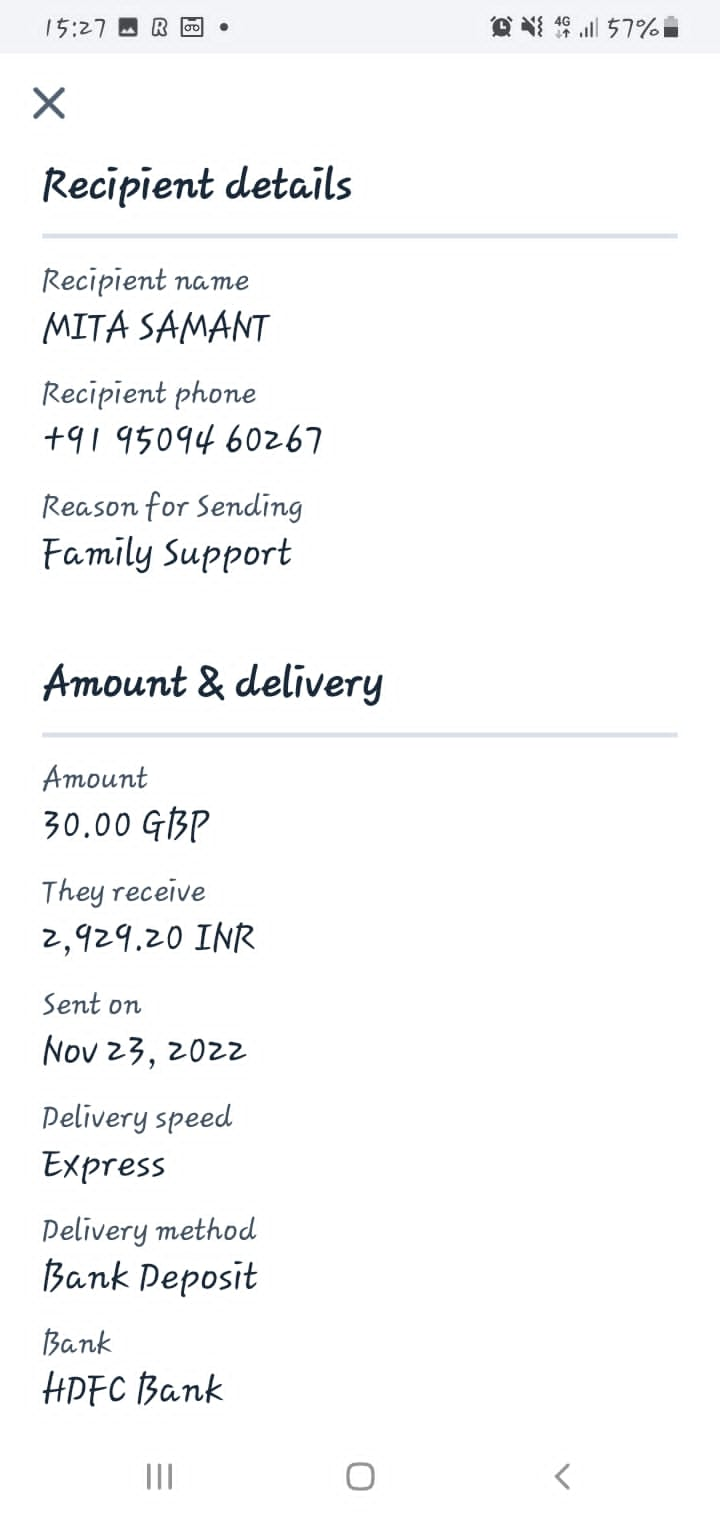 15:27
4G 57%
Recipient details
Recipient name
MITA SAMANT
Recipient phone
+91 95094 60267
Reason for Sending
Family Support
Amount & delivery
Amount
30.00 GBP
They receive
2,929.20 INR
Sent on
Nov 23, 2022
Delivery speed
Express
Delivery method
Bank Deposit
Bank
HDFC Bank